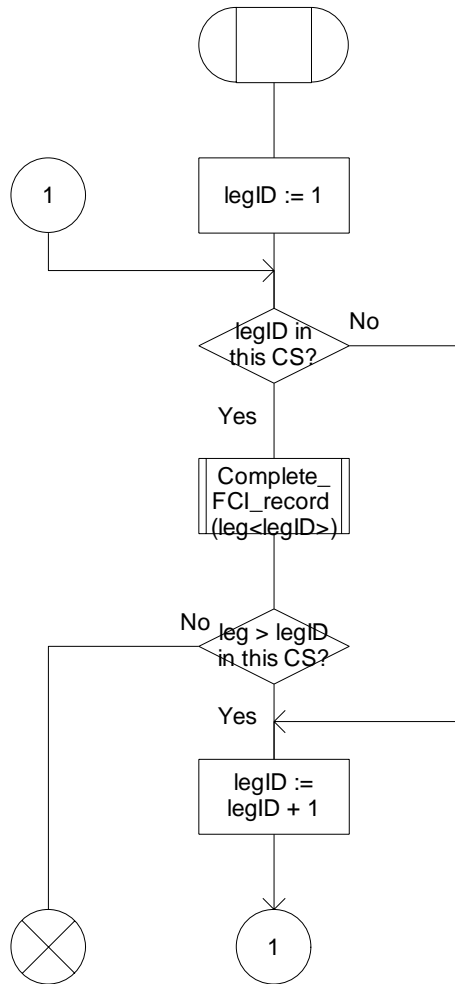 1
legID := 1
legID in
this CS?
No
Yes
Complete_
FCI_record
(leg<legID>)
No
leg > legID
in this CS?
Yes
legID :=
legID + 1
1